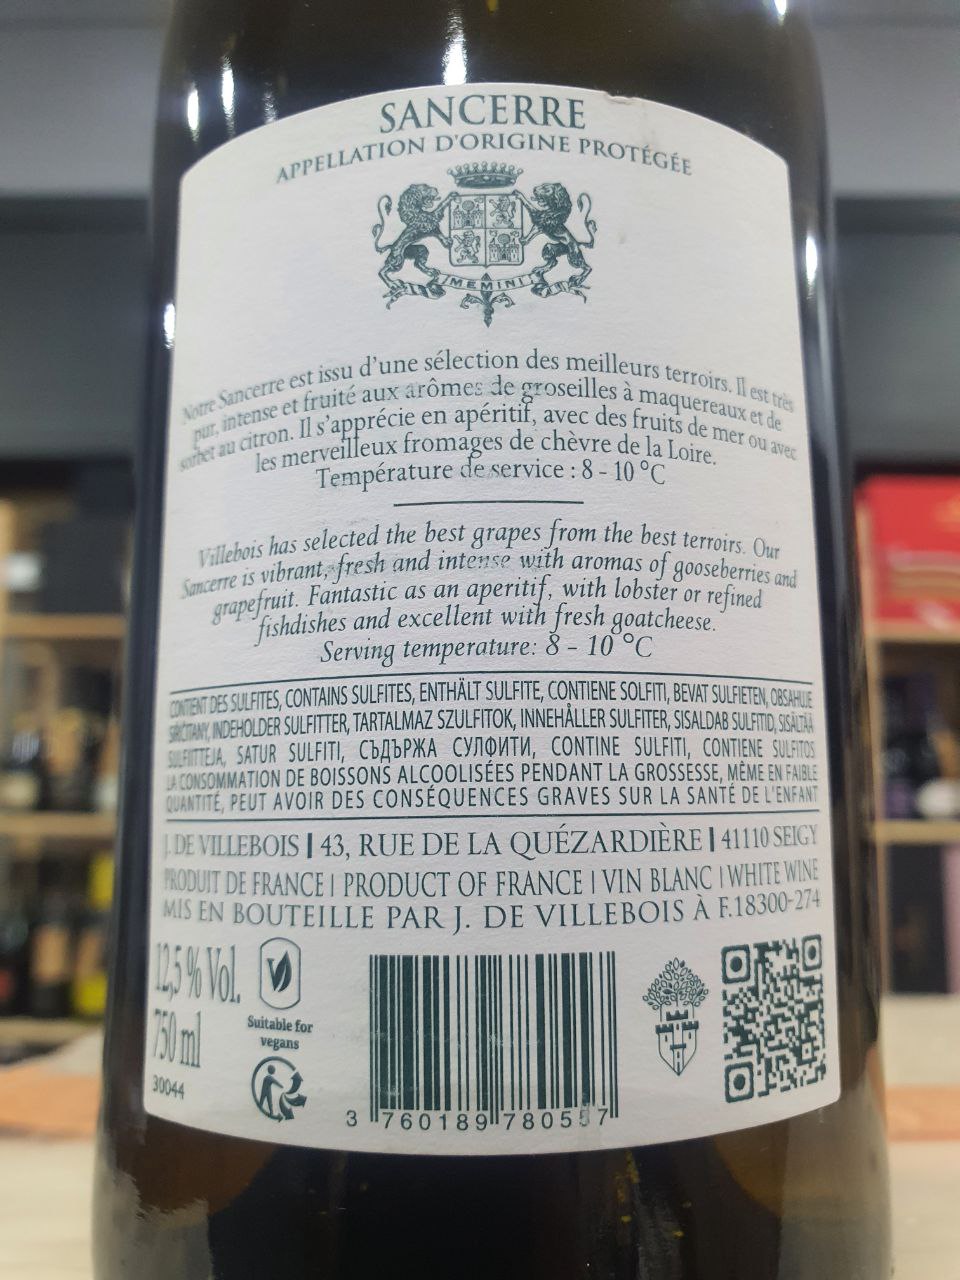 SANCERRE
APPELLATION D'ORIGINE PROTÉGÉE
MEMINI
Notre Sancerre est issu d'une sélection des meilleurs terroirs. Il est très
pur, intense et fruité aux arômes de groseilles à maquereaux et de
sorbet au citron. Il s'apprécie en apéritif, avec des fruits de mer ou avec
les merveilleux fromages de chèvre de la Loire.
Température de service : 8 - 10 °C
Villebois has selected the best grapes from the best terroirs. Our
Sancerre is vibrant, fresh and intense with aromas of gooseberries and
grapefruit. Fantastic as an aperitif, with lobster or refined
fishdishes and excellent with fresh goatcheese.
Serving temperature: 8 - 10 °C
CONTIENT DES SULFITES, CONTAINS SULFITES, ENTHÄLT SULFITE, CONTIENE SOLFITI, BEVAT SULFIETEN, OBSAHUJE
SIŘIČITANY, INDEHOLDER SULFITTER, TARTALMAZ SZULFITOK, INNEHÅLLER SULFITER, SISALDAB SULFITID, SISÄLTÄÄ
SULFIITTEJA, SATUR SULFITI, СЪДЪРЖА СУЛФИТИ, CONTINE SULFITI, CONTIENE SULFITOS
LA CONSOMMATION DE BOISSONS ALCOOLISÉES PENDANT LA GROSSESSE, MÊME EN FAIBLE
QUANTITÉ, PEUT AVOIR DES CONSÉQUENCES GRAVES SUR LA SANTÉ DE L'ENFANT
J. DE VILLEBOIS | 43, RUE DE LA QUÉZARDIÈRE | 41110 SEIGY
PRODUIT DE FRANCE | PRODUCT OF FRANCE | VIN BLANC | WHITE WINE
MIS EN BOUTEILLE PAR J. DE VILLEBOIS À F.18300-274
12,5 % Vol.
750 ml
30044
Suitable for
vegans
3 760189 780557